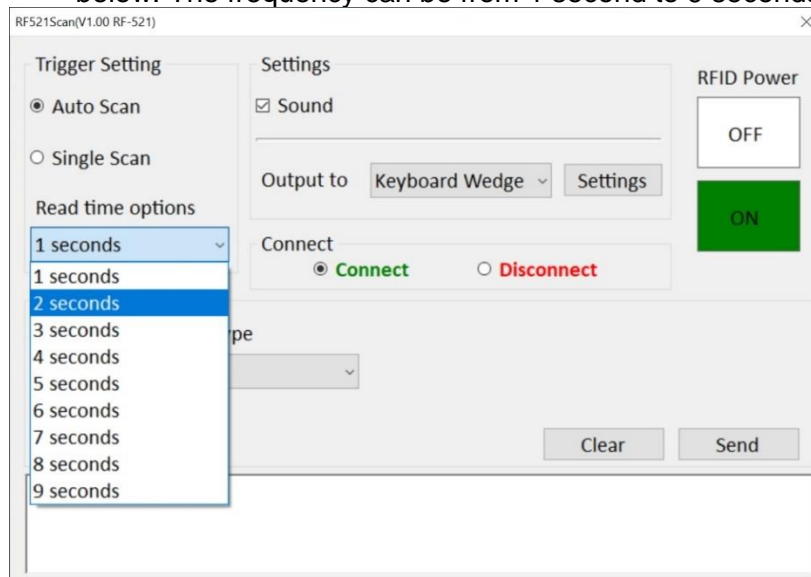 below. The frequency can be from 1 second to 9 seconds
RF521Scan(V1.00 RF-521)
Trigger Setting
Auto Scan
Single Scan
Read time options
1 seconds
1 seconds
2 seconds
3 seconds
4 seconds
5 seconds
6 seconds
7 seconds
8 seconds
9 seconds
Settings
Sound
Output to Keyboard Wedge Settings
Connect
Connect Disconnect
RFID Power
OFF
ON
Clear Send